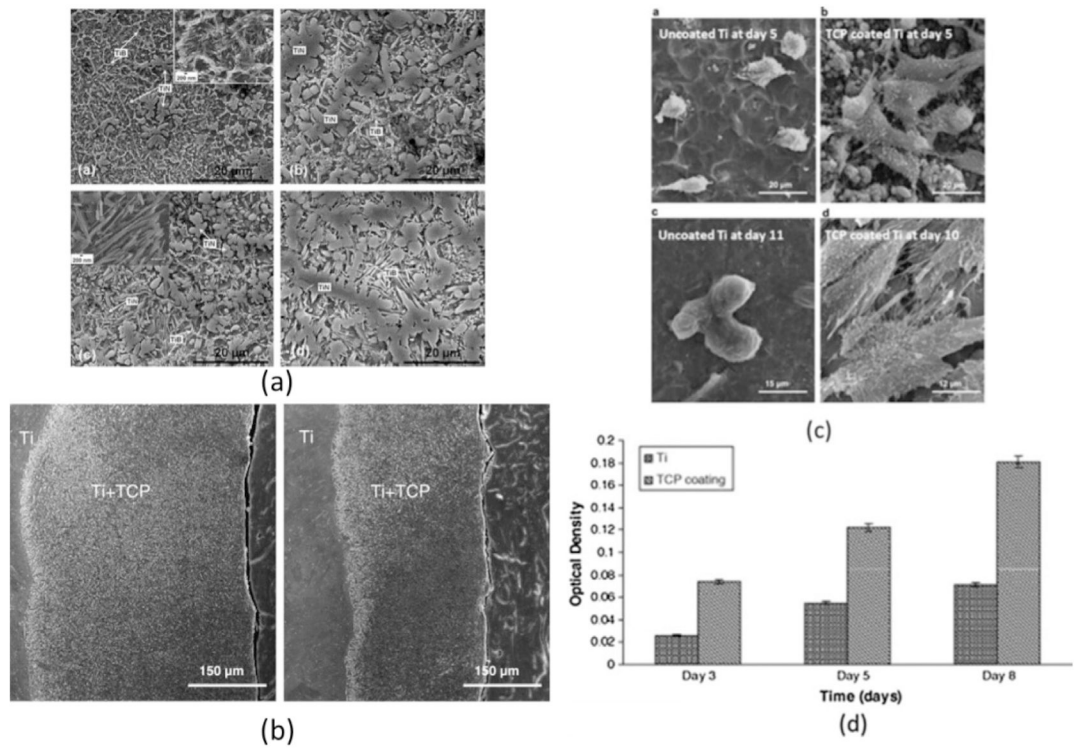 TiB
TiN
200 nm
(a)
20 µm
TiN
TiB
(b)
20 µm
200 nm
TiN
TiN
TiB
(c)
20 µm
TiB
TiN
(d)
20 µm
(a)
Ti
Ti+TCP
150 µm
Ti+TCP
150 µm
(b)
a
Uncoated Ti at day 5
20 µm
b
TCP coated Ti at day 5
c
Uncoated Ti at day 11
15 µm
d
TCP coated Ti at day 10
12 µm
(c)
Ti
TCP coating
Optical Density
0.2
0.18
0.16
0.14
0.12
0.1
0.08
0.06
0.04
0.02
0
Day 3
Day 5
Day 8
Time (days)
(d)